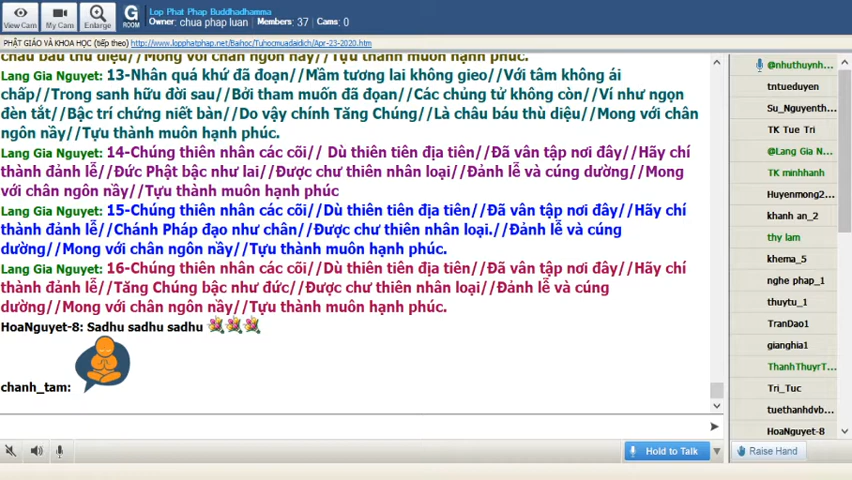 View Cam
My Cam
Enlarge
G
ROOM
Lop Phat Phap Buddhadhamma
Owner: chua phap luan Members: 37 Cams: 0
PHẬT GIÁO VÀ KHOA HỌC (tiếp theo) http://www.lopphatphap.net/Baihoc/Tuhocmuadaidich/Apr-23-2020.htm
châu báu thù diệu//Mong với chân ngôn nầy//Tựu thành muôn hạnh phúc.
Lang Gia Nguyet: 13-Nhân quá khứ đã đoạn//Mầm tương lai không gieo//Với tâm không ái
chấp//Trong sanh hữu đời sau//Bởi tham muốn đã đoạn//Các chủng tử không còn//Ví như ngọn
đèn tắt//Bậc trí chứng niết bàn//Do vậy chính Tăng Chúng//Là châu báu thù diệu//Mong với chân
ngôn nầy//Tựu thành muôn hạnh phúc.
Lang Gia Nguyet: 14-Chúng thiên nhân các cõi// Dù thiên tiên địa tiên//Đã vân tập nơi đây//Hãy chí
thành đảnh lễ//Đức Phật bậc như lai//Được chư thiên nhân loại//Đảnh lễ và cúng dường//Mong
với chân ngôn nầy//Tựu thành muôn hạnh phúc
Lang Gia Nguyet: 15-Chúng thiên nhân các cõi//Dù thiên tiên địa tiên//Đã vân tập nơi đây//Hãy chí
thành đảnh lễ//Chánh Pháp đạo như chân//Được chư thiên nhân loại.//Đảnh lễ và cúng
dường//Mong với chân ngôn nầy//Tựu thành muôn hạnh phúc.
Lang Gia Nguyet: 16-Chúng thiên nhân các cõi//Dù thiên tiên địa tiên//Đã vân tập nơi đây//Hãy chí
thành đảnh lễ//Tăng Chúng bậc như đức//Được chư thiên nhân loại//Đảnh lễ và cúng
dường//Mong với chân ngôn nầy//Tựu thành muôn hạnh phúc.
HoaNguyet-8: Sadhu sadhu sadhu
chanh_tam:
@nhuthuynh...
tntueduyen
Su_Nguyenth...
TK Tue Tri
@Lang Gia N...
TK minhhanh
Huyenmong2...
khanh an_2
thy lam
khema_5
nghe phap_1
thuytu_1
TranDao1
gianghia1
ThanhThuyrT...
Tri_Tuc
tuethanhdvb...
HoaNguyet-8
Hold to Talk
Raise Hand